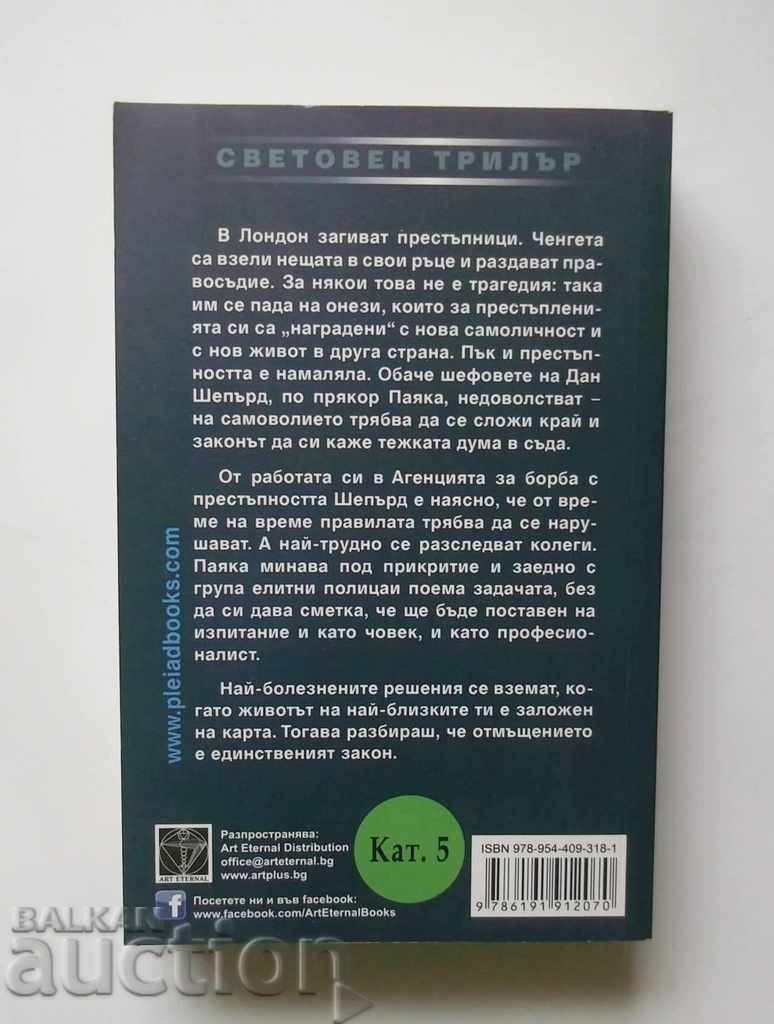 СВЕТОВЕН ТРИЛЪР
В Лондон загиват престъпници. Ченгета
са взели нещата в свои ръце и раздават пра-
восъдие. За някои това не е трагедия: така
им се пада на онези, които за престъплени-
ята си са „наградени“ с нова самоличност и
с нов живот в друга страна. Пък и престъп-
ността е намаляла. Обаче шефовете на Дан
Шепърд, по прякор Паяка, недоволстват –
на самоволието трябва да се сложи край и
законът да си каже тежката дума в съда.
От работата си в Агенцията за борба с
престъпността Шепърд е наясно, че от вре-
ме на време правилата трябва да се нару-
шават. А най-трудно се разследват колеги.
Паяка минава под прикритие и заедно с
група елитни полицаи поема задачата, без
да си дава сметка, че ще бъде поставен на
изпитание и като човек, и като професио-
налист.
Най-болезнените решения се вземат, ко-
гато животът на най-близките ти е заложен
на карта. Тогава разбираш, че отмъщението
е единственият закон.
www.pleiadbooks.com
ART ETERNAL
Разпространява:
Art Eternal Distribution
office@arteternal.bg
www.artplus.bg
Посетете ни и във facebook:
www.facebook.com/ArtEternalBooks
Кат. 5
ISBN 978-954-409-318-1
9 786191 912070
BALKAN
auction